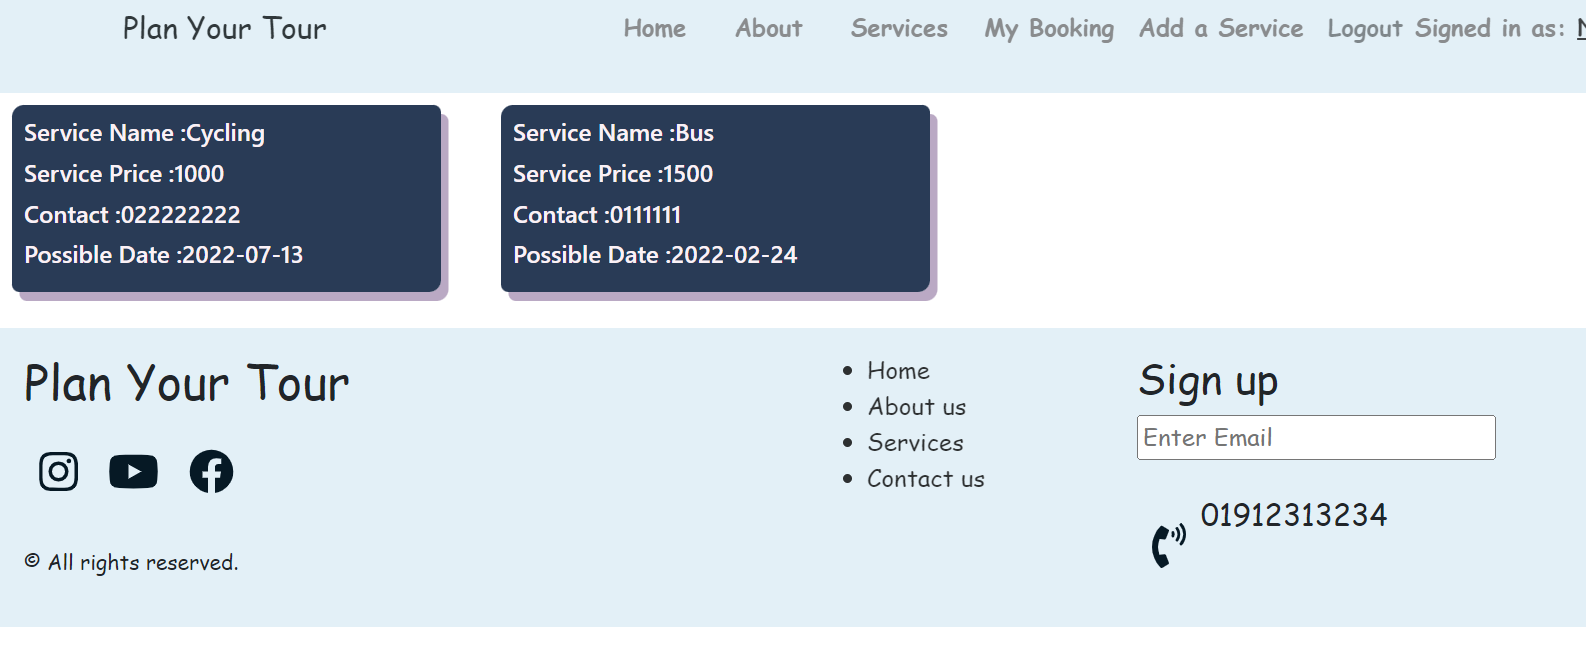 Plan Your Tour Home About Services My Booking Add a Service Logout Signed in as:
Service Name :Cycling
Service Price :1000
Contact :022222222
Possible Date :2022-07-13
Service Name :Bus
Service Price :1500
Contact :0111111
Possible Date :2022-02-24
Plan Your Tour
© All rights reserved.
Home
About us
Services
Contact us
Sign up
Enter Email
01912313234